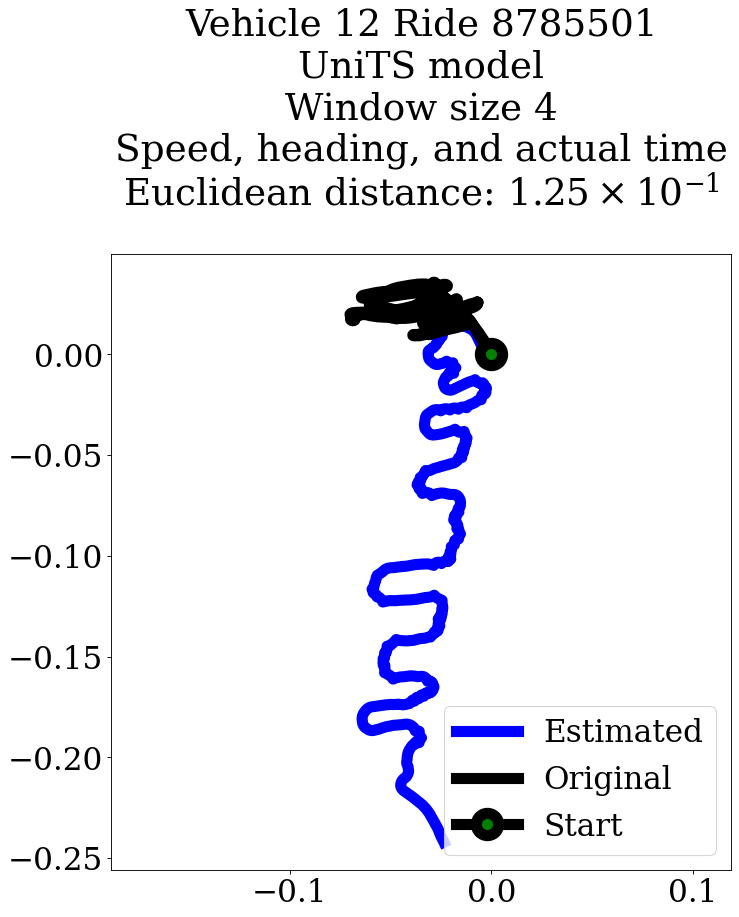 Vehicle 12 Ride 8785501
UniTS model
Window size 4
Speed, heading, and actual time
Euclidean distance: $1.25 \times 10^{-1}$
0.00
−0.05
−0.10
−0.15
−0.20
−0.25
−0.1
0.0
0.1
Estimated
Original
Start